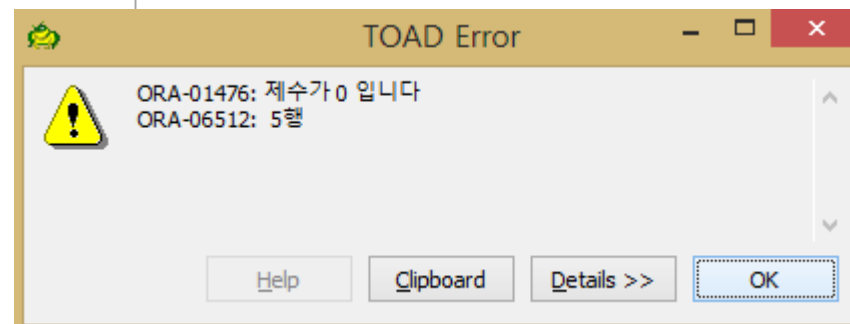 TOAD Error
ORA-01476: 제수가 0 입니다
ORA-06512: 5행
Help
Clipboard
Details >>
OK